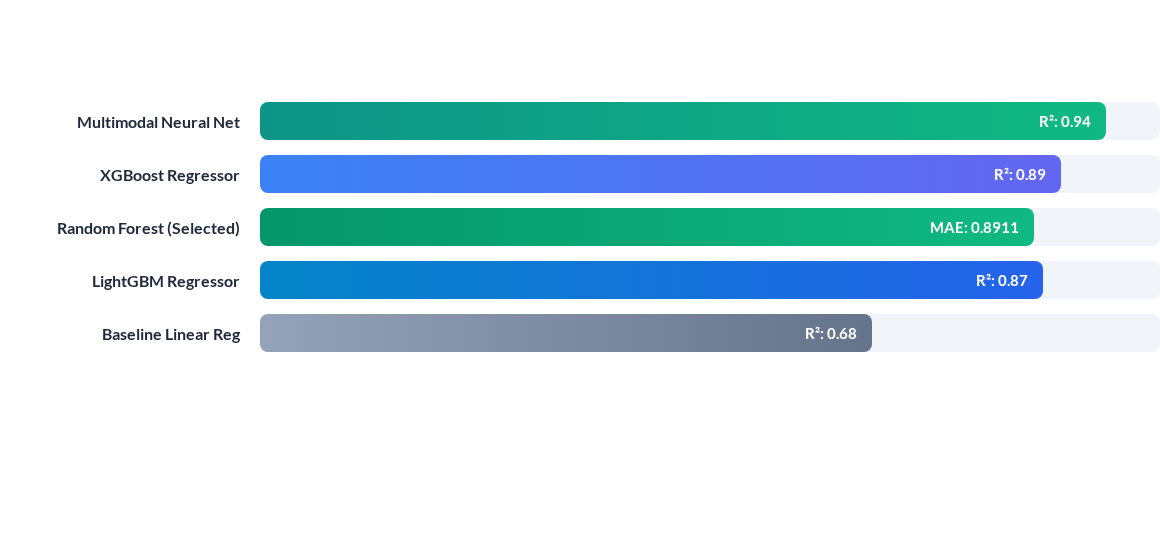 Multimodal Neural Net R²: 0.94
XGBoost Regressor R²: 0.89
Random Forest (Selected) MAE: 0.8911
LightGBM Regressor R²: 0.87
Baseline Linear Reg R²: 0.68